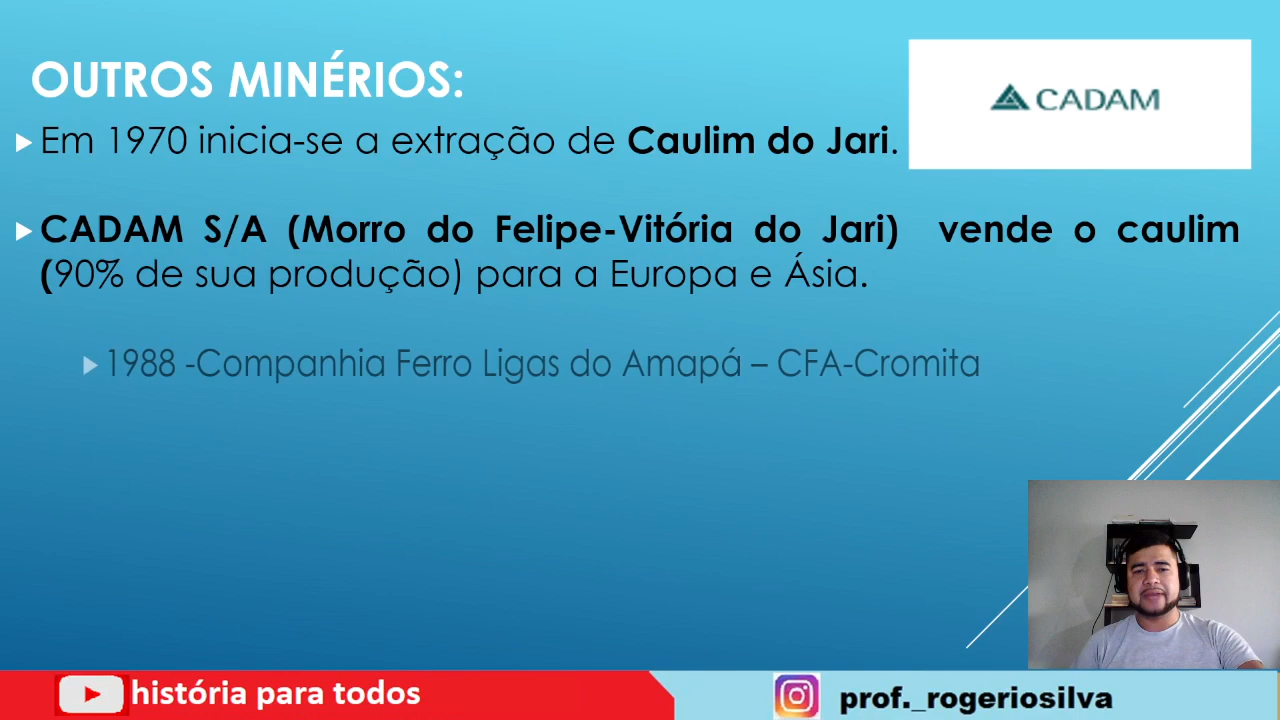 OUTROS MINÉRIOS:
CADAM
Em 1970 inicia-se a extração de Caulim do Jari.
CADAM S/A (Morro do Felipe-Vitória do Jari) vende o caulim
(90% de sua produção) para a Europa e Ásia.
1988 -Companhia Ferro Ligas do Amapá – CFA-Cromita
história para todos
prof._rogeriosilva